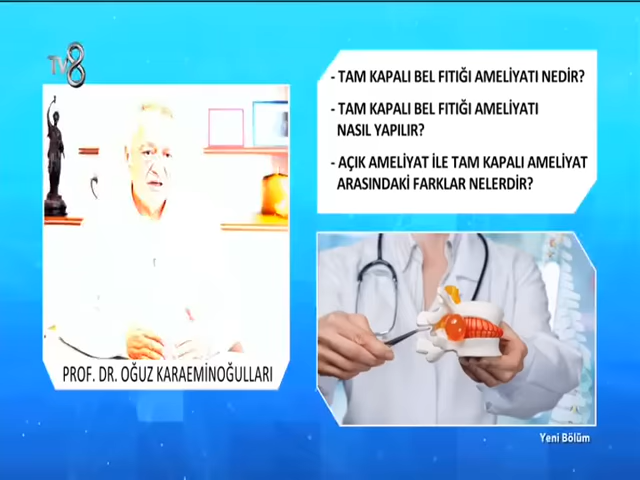 TV8
- TAM KAPALI BEL FITIĞI AMELİYATI NEDİR?
- TAM KAPALI BEL FITIĞI AMELİYATI
NASIL YAPILIR?
- AÇIK AMELİYAT İLE TAM KAPALI AMELİYAT
ARASINDAKİ FARKLAR NELERDİR?
PROF. DR. OĞUZ KARAEMİNOĞULLARI
Yeni Bölüm